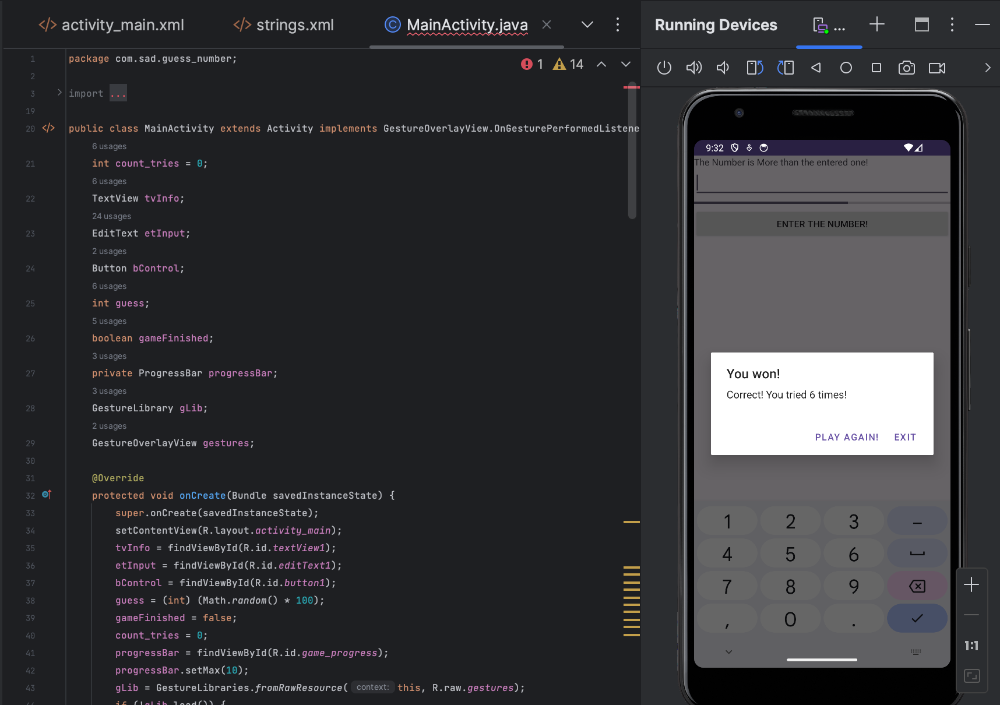 activity_main.xml
strings.xml
MainActivity.java
1
14
1 package com.sad.guess_number;
2
3 import ...
19
20 public class MainActivity extends Activity implements GestureOverlayView.OnGesturePerformedListene
6 usages
21 int count_tries = 0;
6 usages
22 TextView tvInfo;
24 usages
23 EditText etInput;
2 usages
24 Button bControl;
6 usages
25 int guess;
5 usages
26 boolean gameFinished;
3 usages
27 private ProgressBar progressBar;
3 usages
28 GestureLibrary gLib;
2 usages
29 GestureOverlayView gestures;
30
31 @Override
32 protected void onCreate(Bundle savedInstanceState) {
33 super.onCreate(savedInstanceState);
34 setContentView(R.layout.activity_main);
35 tvInfo = findViewById(R.id.textView1);
36 etInput = findViewById(R.id.editText1);
37 bControl = findViewById(R.id.button1);
38 guess = (int) (Math.random() * 100);
39 gameFinished = false;
40 count_tries = 0;
41 progressBar = findViewById(R.id.game_progress);
42 progressBar.setMax(10);
43 gLib = GestureLibraries.fromRawResource( context: this, R.raw.gestures);
44 if (!gLib.load()) {
Running Devices
...
9:32
The Number is More than the entered one!
ENTER THE NUMBER!
You won!
Correct! You tried 6 times!
PLAY AGAIN! EXIT
1 2 3 –
4 5 6
7 8 9
, 0 .
1:1